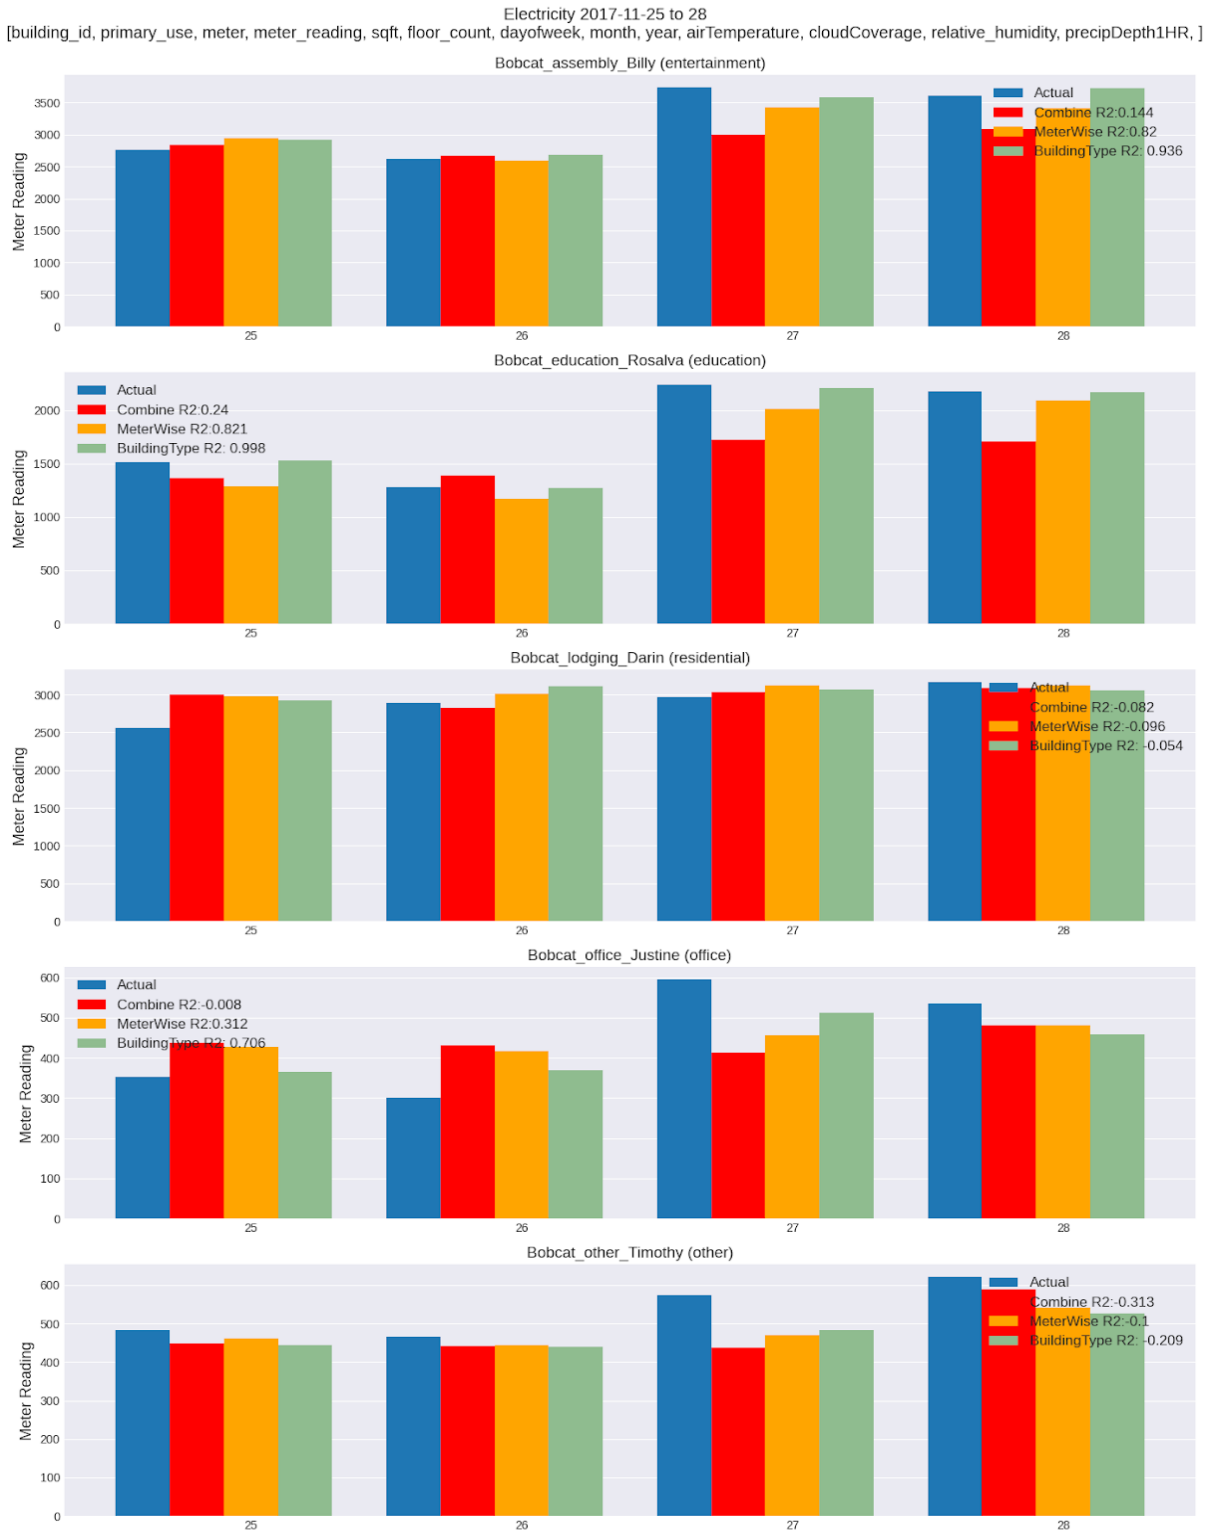 Electricity 2017-11-25 to 28
[building_id, primary_use, meter, meter_reading, sqft, floor_count, dayofweek, month, year, airTemperature, cloudCoverage, relative_humidity, precipDepth1HR, ]
Bobcat_assembly_Billy (entertainment)
Meter Reading
3500
3000
2500
2000
1500
1000
500
0
Actual
Combine R2:0.144
MeterWise R2:0.82
BuildingType R2: 0.936
25 26 27 28
Bobcat_education_Rosalva (education)
Meter Reading
2000
1500
1000
500
0
Actual
Combine R2:0.24
MeterWise R2:0.821
BuildingType R2: 0.998
25 26 27 28
Bobcat_lodging_Darin (residential)
Meter Reading
3000
2500
2000
1500
1000
500
0
Actual
Combine R2:-0.082
MeterWise R2:-0.096
BuildingType R2: -0.054
25 26 27 28
Bobcat_office_Justine (office)
Meter Reading
600
500
400
300
200
100
0
Actual
Combine R2:-0.008
MeterWise R2:0.312
BuildingType R2: 0.706
25 26 27 28
Bobcat_other_Timothy (other)
Meter Reading
600
500
400
300
200
100
0
Actual
Combine R2:-0.313
MeterWise R2:-0.1
BuildingType R2: -0.209
25 26 27 28